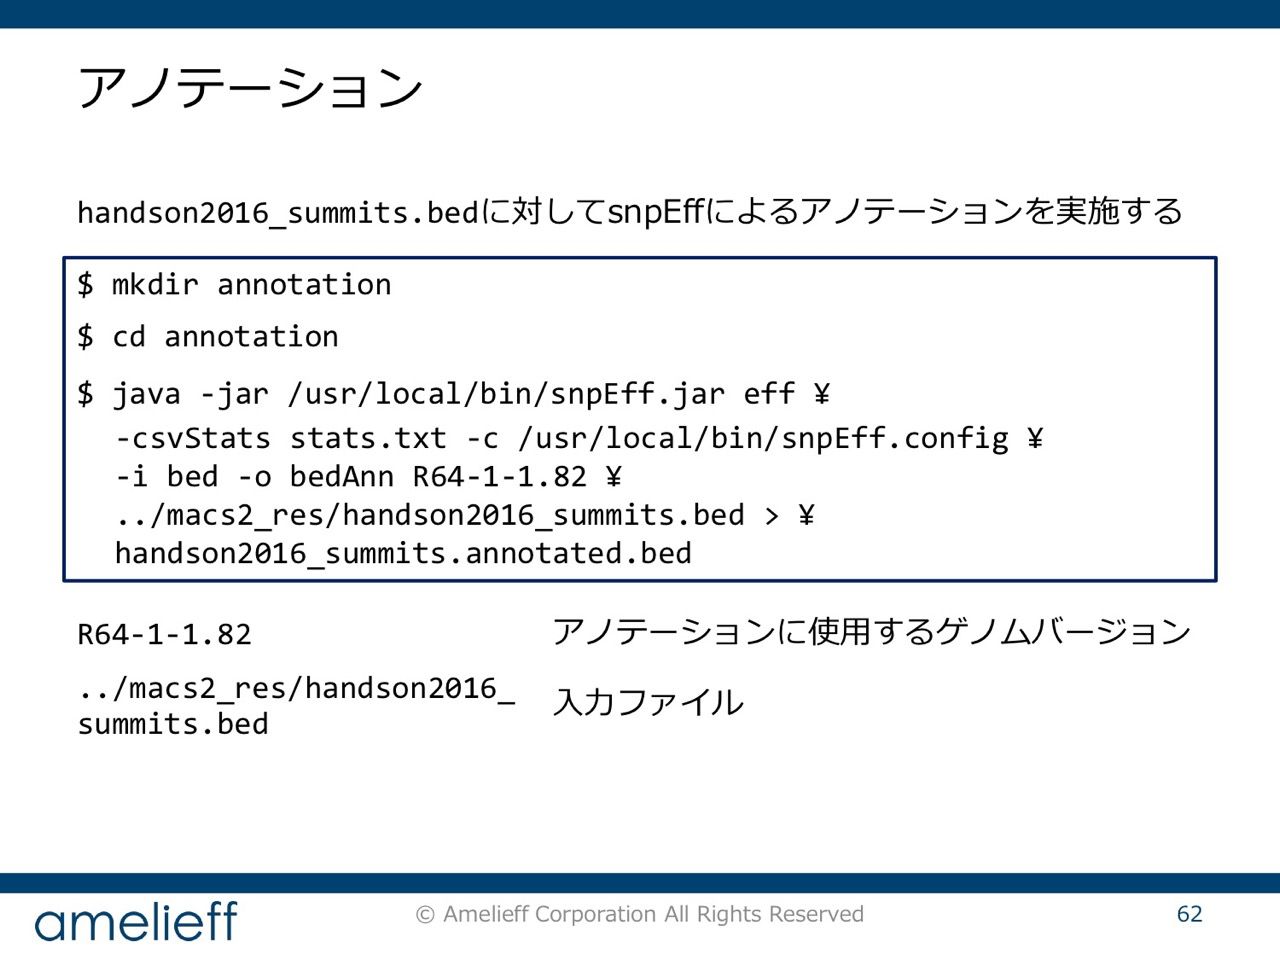 アノテーション
handson2016_summits.bedに対してsnpEffによるアノテーションを実施する
$ mkdir annotation
$ cd annotation
$ java -jar /usr/local/bin/snpEff.jar eff ¥
-csvStats stats.txt -c /usr/local/bin/snpEff.config ¥
-i bed -o bedAnn R64-1-1.82 ¥
../macs2_res/handson2016_summits.bed > ¥
handson2016_summits.annotated.bed
R64-1-1.82 アノテーションに使用するゲノムバージョン
../macs2_res/handson2016_
summits.bed
入力ファイル
amelieff
© Amelieff Corporation All Rights Reserved
62